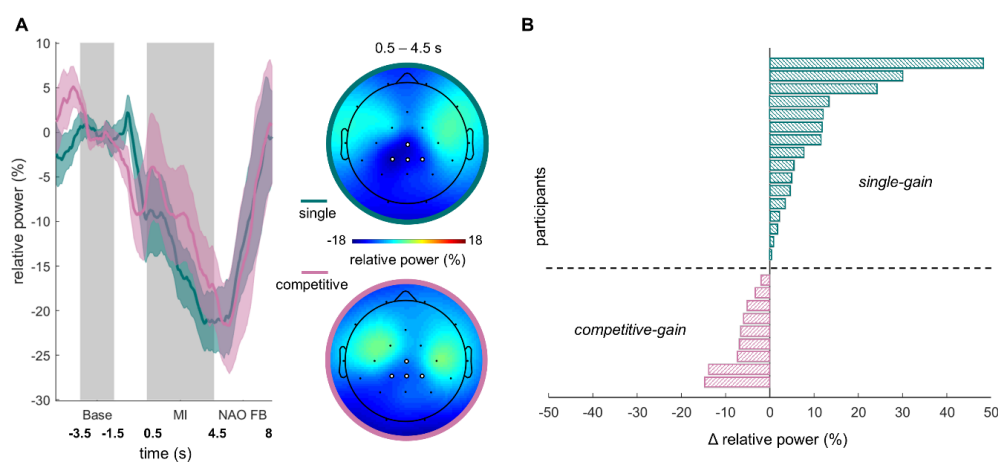 A
B
10
5
0
-5
-10
-15
-20
-25
-30
relative power (%)
Base
MI
NAO FB
-3.5
-1.5
0.5
4.5
8
time (s)
0.5 – 4.5 s
single
-18
18
relative power (%)
competitive
participants
single-gain
competitive-gain
-50
-40
-30
-20
-10
0
10
20
30
40
50
Δ relative power (%)